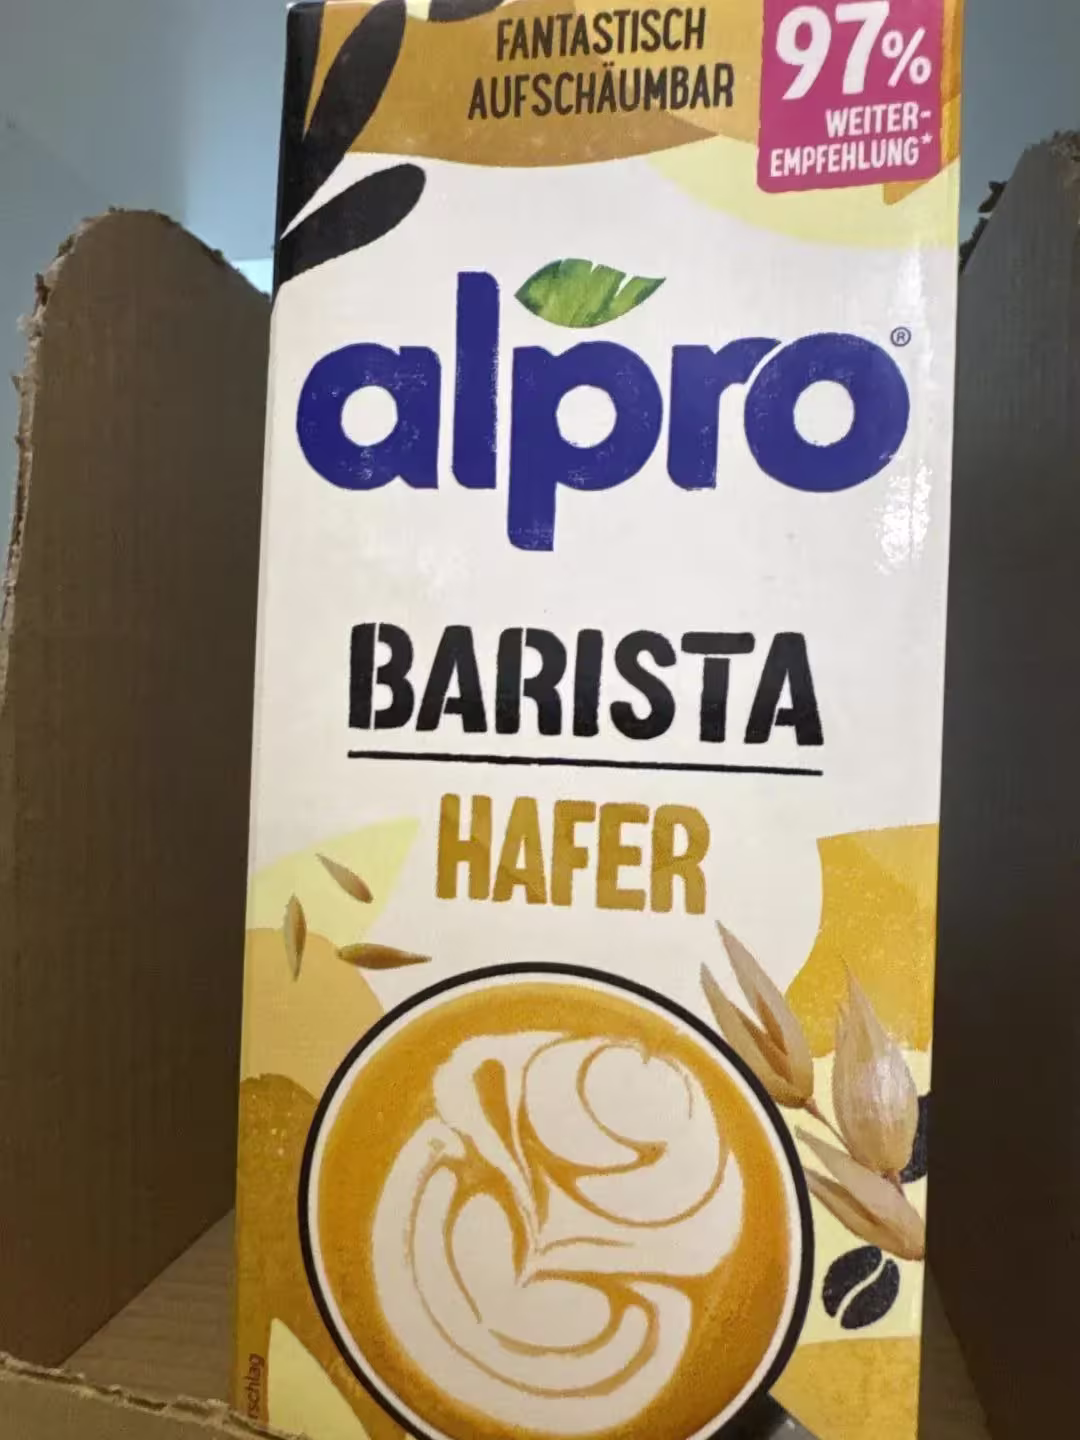 FANTASTISCH
AUFSCHÄUMBAR
97%
WEITER-
EMPFEHLUNG*
alpro®
BARISTA
HAFER